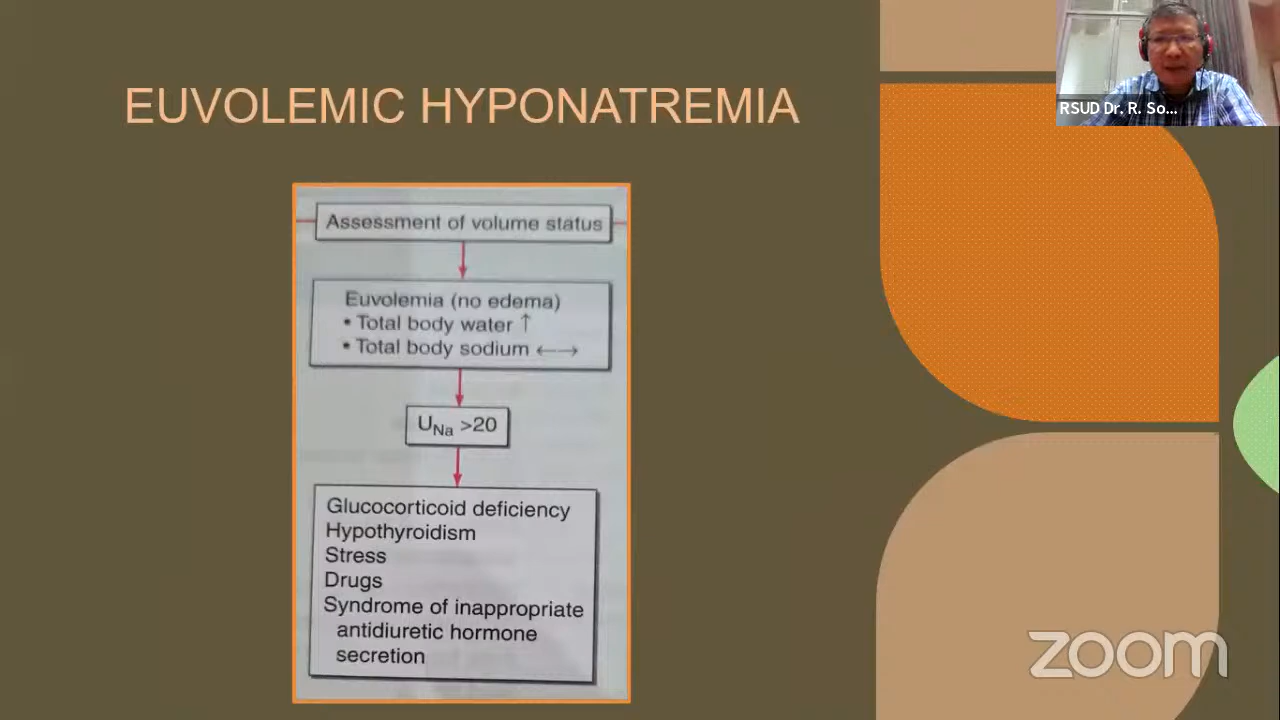 EUVOLEMIC HYPONATREMIA
RSUD Dr. R. So...
Assessment of volume status
Euvolemia (no edema)
• Total body water ↑
• Total body sodium ←→
UNa >20
Glucocorticoid deficiency
Hypothyroidism
Stress
Drugs
Syndrome of inappropriate
antidiuretic hormone
secretion
zoom